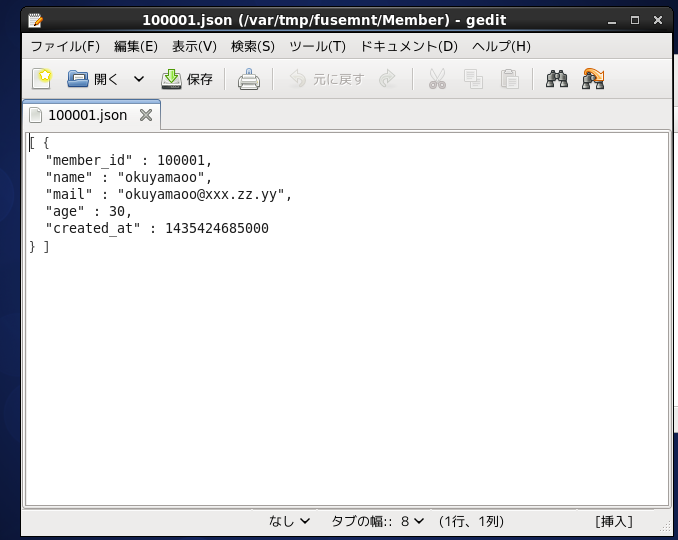 100001.json (/var/tmp/fusemnt/Member) - gedit
ファイル(F) 編集(E) 表示(V) 検索(S) ツール(T) ドキュメント(D) ヘルプ(H)
開く 保存 元に戻す
100001.json
[ {
"member_id" : 100001,
"name" : "okuyamaoo",
"mail" : "okuyamaoo@xxx.zz.yy",
"age" : 30,
"created_at" : 1435424685000
} ]
なし タブの幅:: 8 (1行、1列) [挿入]